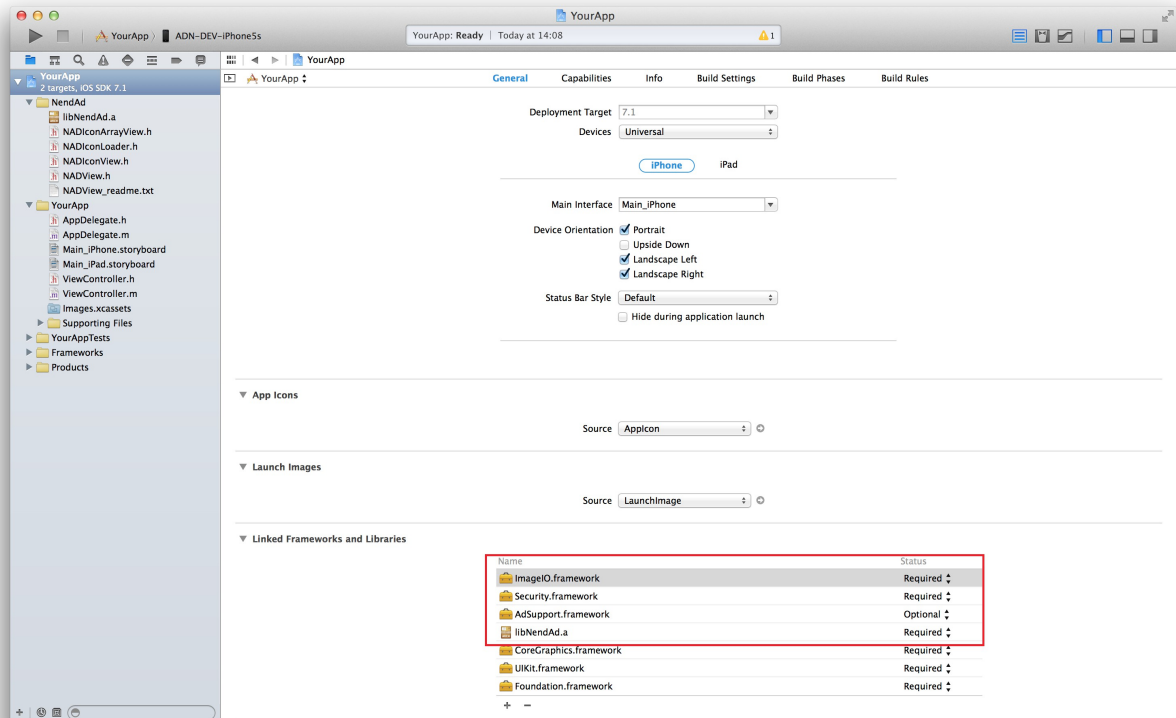 YourApp
YourApp
ADN-DEV-iPhone5s
YourApp: Ready | Today at 14:08
1
YourApp
2 targets, iOS SDK 7.1
NendAd
libNendAd.a
NADIconArrayView.h
NADIconLoader.h
NADIconView.h
NADView.h
NADView_readme.txt
YourApp
AppDelegate.h
AppDelegate.m
Main_iPhone.storyboard
Main_iPad.storyboard
ViewController.h
ViewController.m
Images.xcassets
Supporting Files
YourAppTests
Frameworks
Products
YourApp
YourApp
General Capabilities Info Build Settings Build Phases Build Rules
Deployment Target 7.1
Devices Universal
iPhone iPad
Main Interface Main_iPhone
Device Orientation Portrait
Upside Down
Landscape Left
Landscape Right
Status Bar Style Default
Hide during application launch
App Icons
Source AppIcon
Launch Images
Source LaunchImage
Linked Frameworks and Libraries
Name Status
ImageIO.framework Required
Security.framework Required
AdSupport.framework Optional
libNendAd.a Required
CoreGraphics.framework Required
UIKit.framework Required
Foundation.framework Required